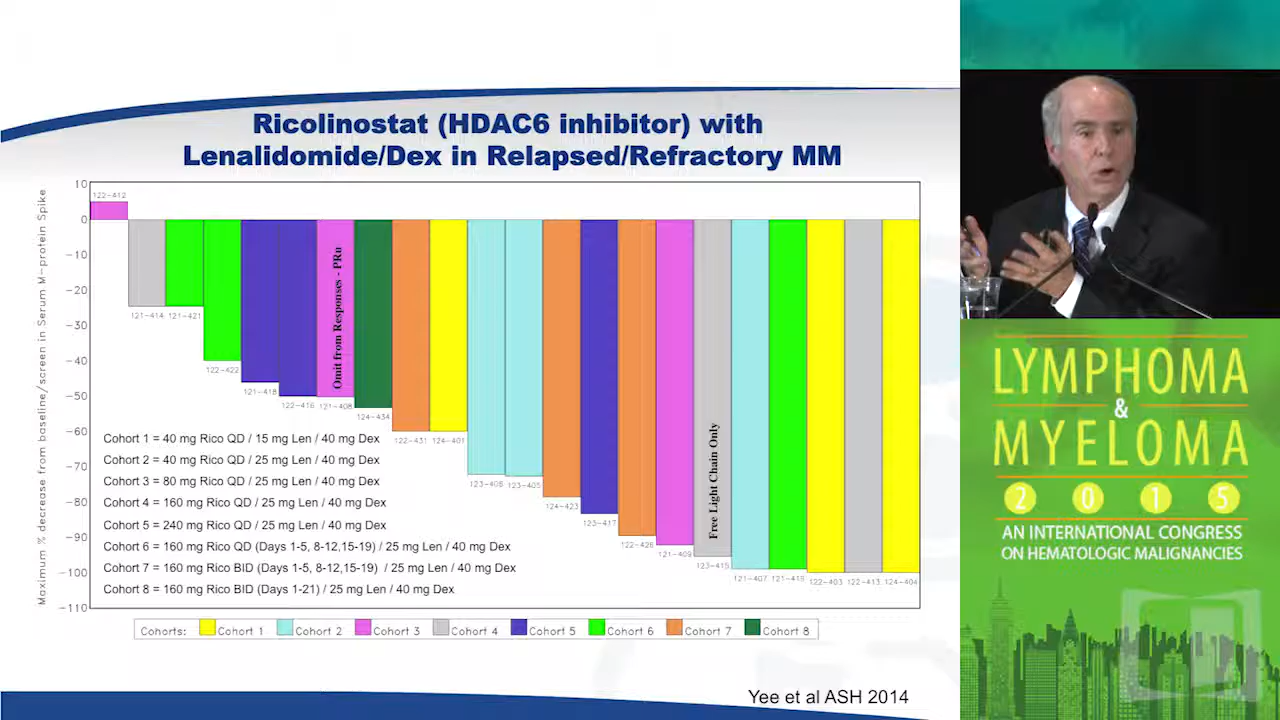 Ricolinostat (HDAC6 inhibitor) with
Lenalidomide/Dex in Relapsed/Refractory MM
Maximum % decrease from baseline/screen in Serum M-protein Spike
10
0
-10
-20
-30
-40
-50
-60
-70
-80
-90
-100
-110
122-412
121-414
121-421
122-422
121-418
122-416
121-408
124-434
122-431
124-401
123-406
123-405
124-423
123-417
122-426
121-409
123-415
121-407
121-419
122-403
122-413
124-404
Omit from Responses - PRu
Free Light Chain Only
Cohort 1 = 40 mg Rico QD / 15 mg Len / 40 mg Dex
Cohort 2 = 40 mg Rico QD / 25 mg Len / 40 mg Dex
Cohort 3 = 80 mg Rico QD / 25 mg Len / 40 mg Dex
Cohort 4 = 160 mg Rico QD / 25 mg Len / 40 mg Dex
Cohort 5 = 240 mg Rico QD / 25 mg Len / 40 mg Dex
Cohort 6 = 160 mg Rico QD (Days 1-5, 8-12,15-19) / 25 mg Len / 40 mg Dex
Cohort 7 = 160 mg Rico BID (Days 1-5, 8-12,15-19) / 25 mg Len / 40 mg Dex
Cohort 8 = 160 mg Rico BID (Days 1-21) / 25 mg Len / 40 mg Dex
Cohorts: Cohort 1 Cohort 2 Cohort 3 Cohort 4 Cohort 5 Cohort 6 Cohort 7 Cohort 8
Yee et al ASH 2014
LYMPHOMA
&
MYELOMA
2 0 1 5
AN INTERNATIONAL CONGRESS
ON HEMATOLOGIC MALIGNANCIES